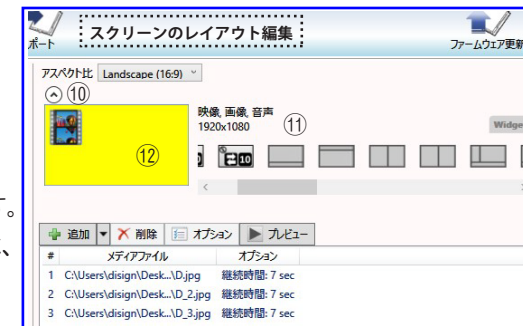 スクリーンのレイアウト編集
ポート
ファームウェア更新
アスペクト比 Landscape (16:9)
⑩
映像, 画像, 音声
1920x1080
⑪
Widge
⑫
10
す。
、
追加 削除 オプション プレビュー
# メディアファイル オプション
1 C:\Users\disign\Desk...\D.jpg 継続時間: 7 sec
2 C:\Users\disign\Desk...\D_2.jpg 継続時間: 7 sec
3 C:\Users\disign\Desk...\D_3.jpg 継続時間: 7 sec